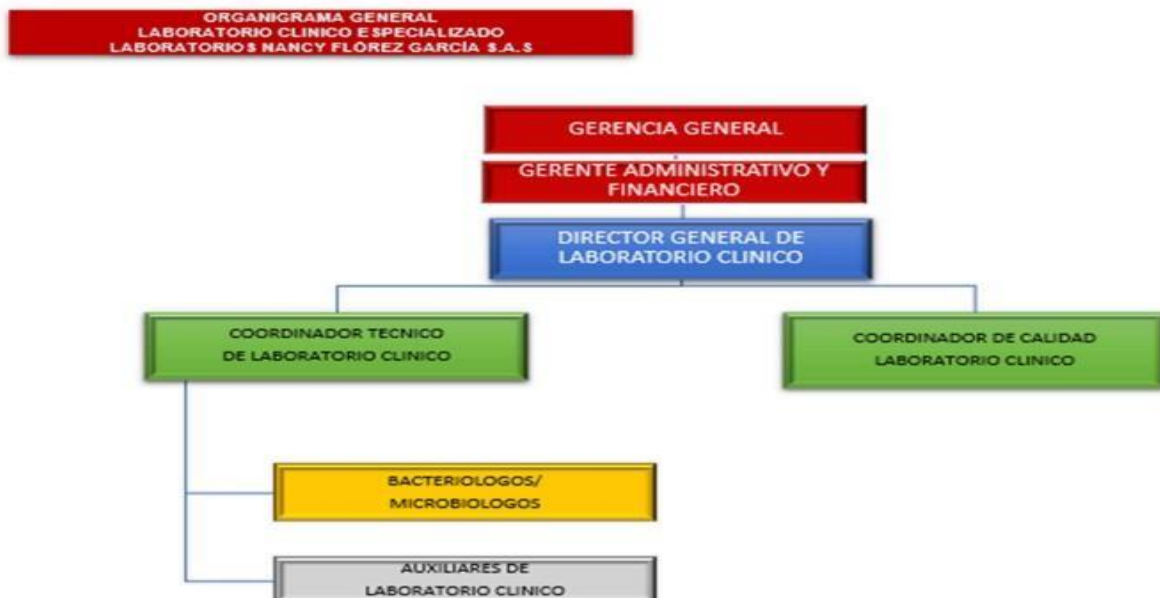 ORGANIGRAMA GENERAL
LABORATORIO CLINICO ESPECIALIZADO
LABORATORIOS NANCY FLÓREZ GARCÍA S.A.S
GERENCIA GENERAL
GERENTE ADMINISTRATIVO Y
FINANCIERO
DIRECTOR GENERAL DE
LABORATORIO CLINICO
COORDINADOR TECNICO
DE LABORATORIO CLINICO
COORDINADOR DE CALIDAD
LABORATORIO CLINICO
BACTERIOLOGOS/
MICROBIOLOGOS
AUXILIARES DE
LABORATORIO CLINICO